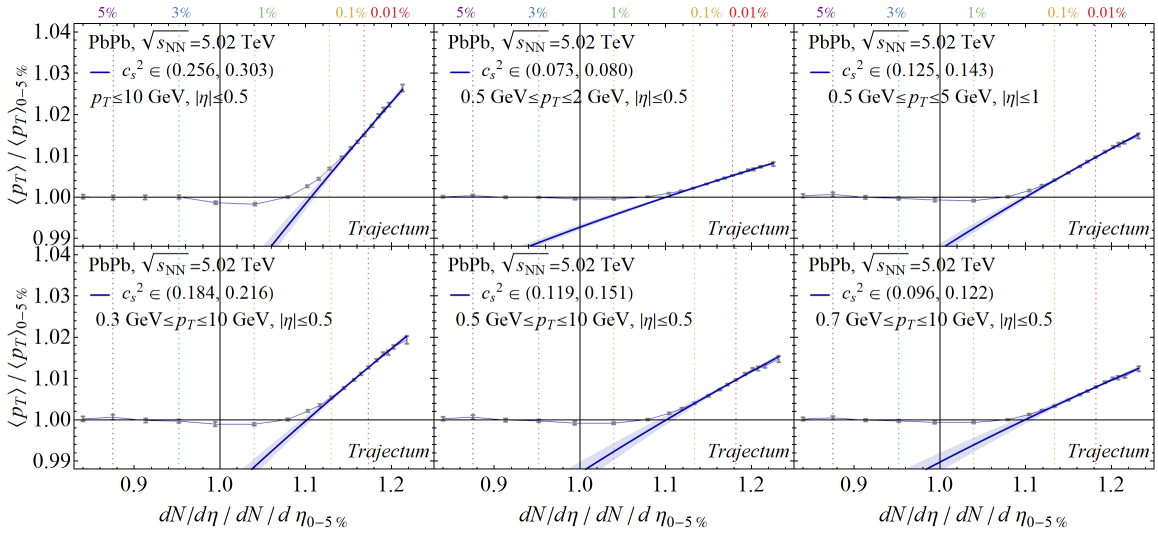 5% 3% 1% 0.1% 0.01% 5% 3% 1% 0.1% 0.01% 5% 3% 1% 0.1% 0.01%
⟨pT⟩ / ⟨pT⟩0-5%
1.04
1.03
1.02
1.01
1.00
0.99
PbPb, √sNN=5.02 TeV
cs² ∈ (0.256, 0.303)
pT≤10 GeV, |η|≤0.5
Trajectum
PbPb, √sNN=5.02 TeV
cs² ∈ (0.073, 0.080)
0.5 GeV≤pT≤2 GeV, |η|≤0.5
Trajectum
PbPb, √sNN=5.02 TeV
cs² ∈ (0.125, 0.143)
0.5 GeV≤pT≤5 GeV, |η|≤1
Trajectum
⟨pT⟩ / ⟨pT⟩0-5%
1.04
1.03
1.02
1.01
1.00
0.99
PbPb, √sNN=5.02 TeV
cs² ∈ (0.184, 0.216)
0.3 GeV≤pT≤10 GeV, |η|≤0.5
Trajectum
PbPb, √sNN=5.02 TeV
cs² ∈ (0.119, 0.151)
0.5 GeV≤pT≤10 GeV, |η|≤0.5
Trajectum
PbPb, √sNN=5.02 TeV
cs² ∈ (0.096, 0.122)
0.7 GeV≤pT≤10 GeV, |η|≤0.5
Trajectum
0.9 1.0 1.1 1.2 0.9 1.0 1.1 1.2 0.9 1.0 1.1 1.2
dN/dη / dN/d η0-5% dN/dη / dN/d η0-5% dN/dη / dN/d η0-5%